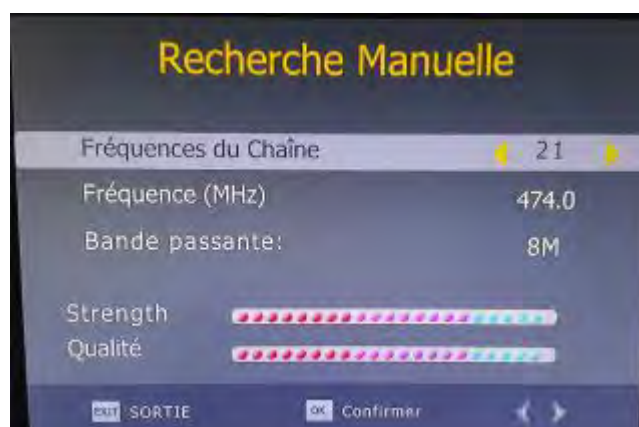 Recherche Manuelle
Fréquences du Chaîne 21
Fréquence (MHz) 474.0
Bande passante: 8M
Strength
Qualité
EXIT SORTIE OK Confirmer